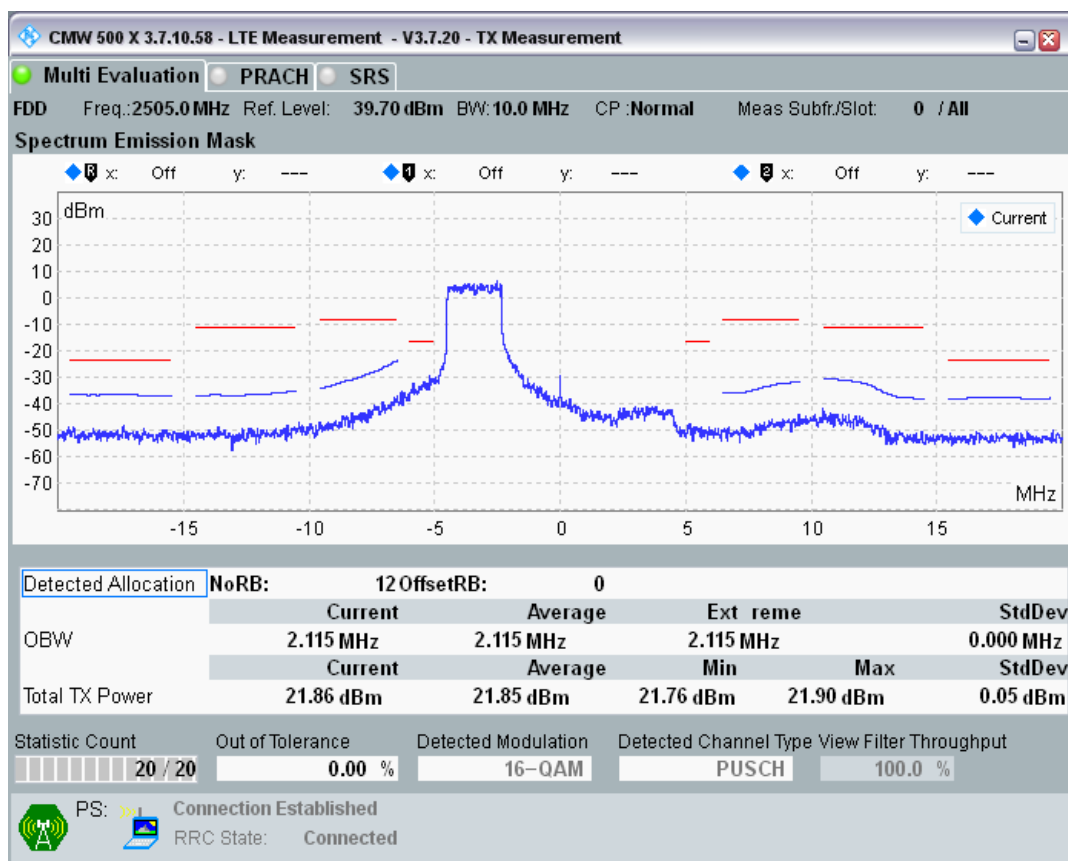 CMW 500 X 3.7.10.58 - LTE Measurement - V3.7.20 - TX Measurement
Multi Evaluation PRACH SRS
FDD Freq.:2505.0 MHz Ref. Level: 39.70 dBm BW: 10.0 MHz CP :Normal Meas Subfr./Slot: 0 / All
Spectrum Emission Mask
R x: Off y: --- 1 x: Off y: --- 2 x: Off y: ---
dBm
Current
30
20
10
0
-10
-20
-30
-40
-50
-60
-70
MHz
-15 -10 -5 0 5 10 15
Detected Allocation NoRB: 12 OffsetRB: 0
Current Average Ext reme StdDev
OBW 2.115 MHz 2.115 MHz 2.115 MHz 0.000 MHz
Current Average Min Max StdDev
Total TX Power 21.86 dBm 21.85 dBm 21.76 dBm 21.90 dBm 0.05 dBm
Statistic Count Out of Tolerance Detected Modulation Detected Channel Type View Filter Throughput
20 / 20 0.00 % 16-QAM PUSCH 100.0 %
PS: Connection Established
RRC State: Connected